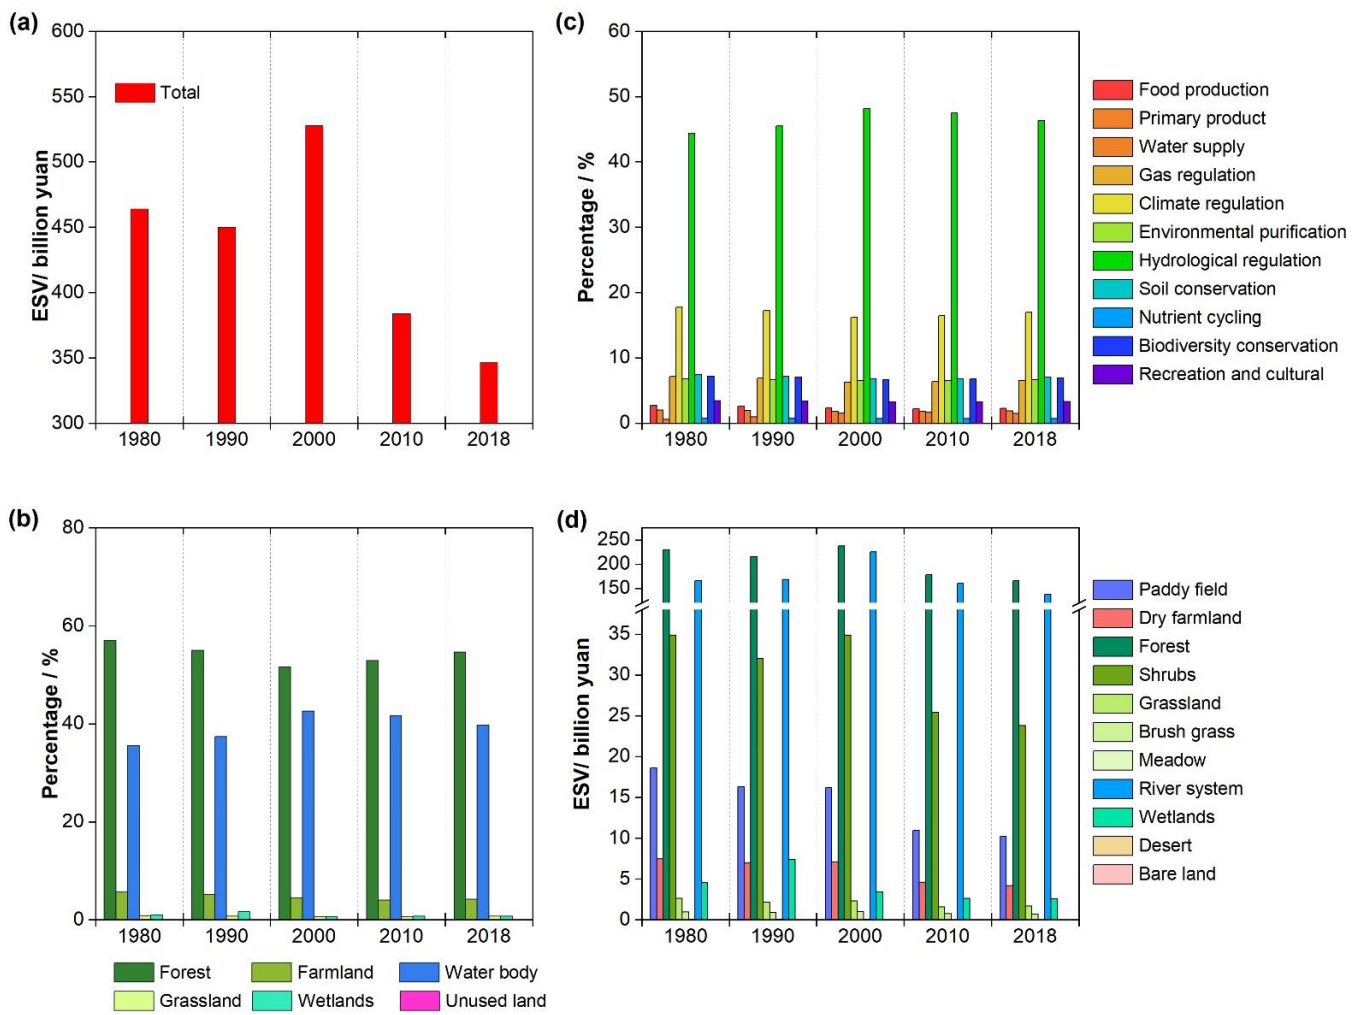 (a)
600
550
500
450
400
350
300
ESV/ billion yuan
Total
1980 1990 2000 2010 2018
(c)
60
50
40
30
20
10
0
Percentage / %
1980 1990 2000 2010 2018
Food production
Primary product
Water supply
Gas regulation
Climate regulation
Environmental purification
Hydrological regulation
Soil conservation
Nutrient cycling
Biodiversity conservation
Recreation and cultural
(b)
80
60
40
20
0
Percentage / %
1980 1990 2000 2010 2018
Forest Farmland Water body
Grassland Wetlands Unused land
(d)
250
200
150
35
30
25
20
15
10
5
0
ESV/ billion yuan
1980 1990 2000 2010 2018
Paddy field
Dry farmland
Forest
Shrubs
Grassland
Brush grass
Meadow
River system
Wetlands
Desert
Bare land